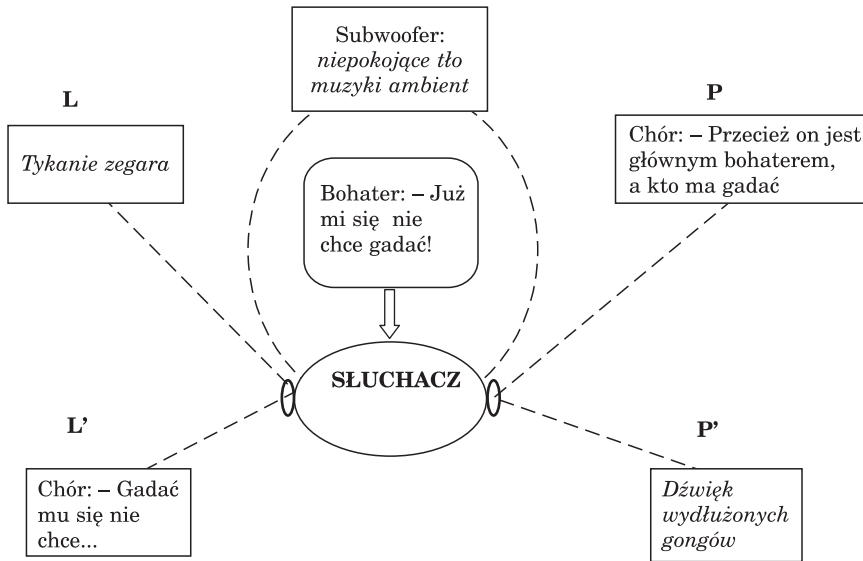 Subwoofer:
niepokojące tło
muzyki ambient
L
Tykanie zegara
P
Chór: – Przecież on jest
głównym bohaterem,
a kto ma gadać
Bohater: – Już
mi się nie
chce gadać!
SŁUCHACZ
L’
Chór: – Gadać
mu się nie
chce...
P’
Dźwięk
wydłużonych
gongów